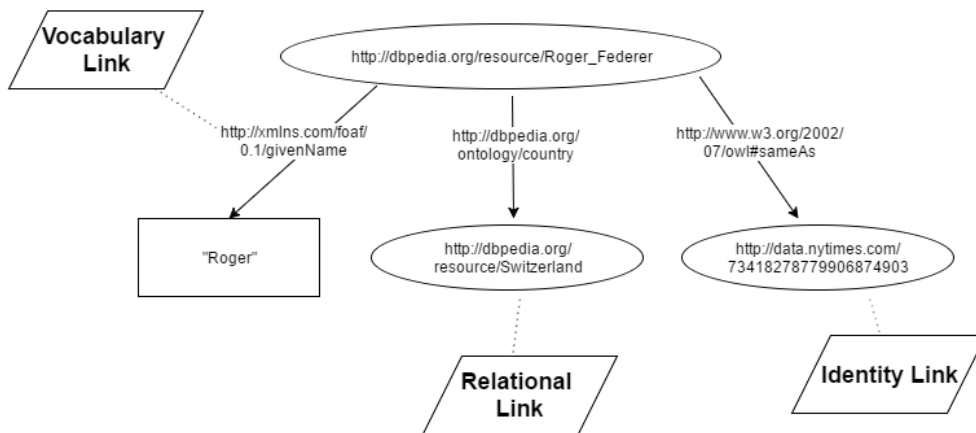 Vocabulary
Link
http://dbpedia.org/resource/Roger_Federer
http://xmlns.com/foaf/
0.1/givenName
http://dbpedia.org/
ontology/country
http://www.w3.org/2002/
07/owl#sameAs
"Roger"
http://dbpedia.org/
resource/Switzerland
http://data.nytimes.com/
73418278779906874903
Relational
Link
Identity Link